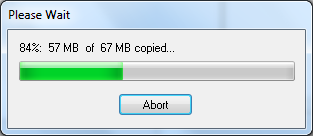 Please Wait
84%: 57 MB of 67 MB copied...
Abort